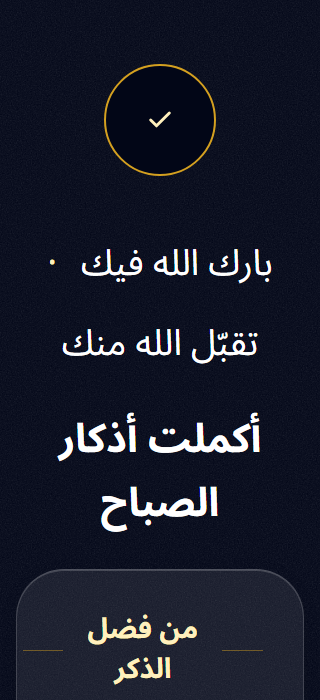 بارك الله فيك ·
تقبّل الله منك
أكملت أذكار
الصباح
من فضل
الذكر